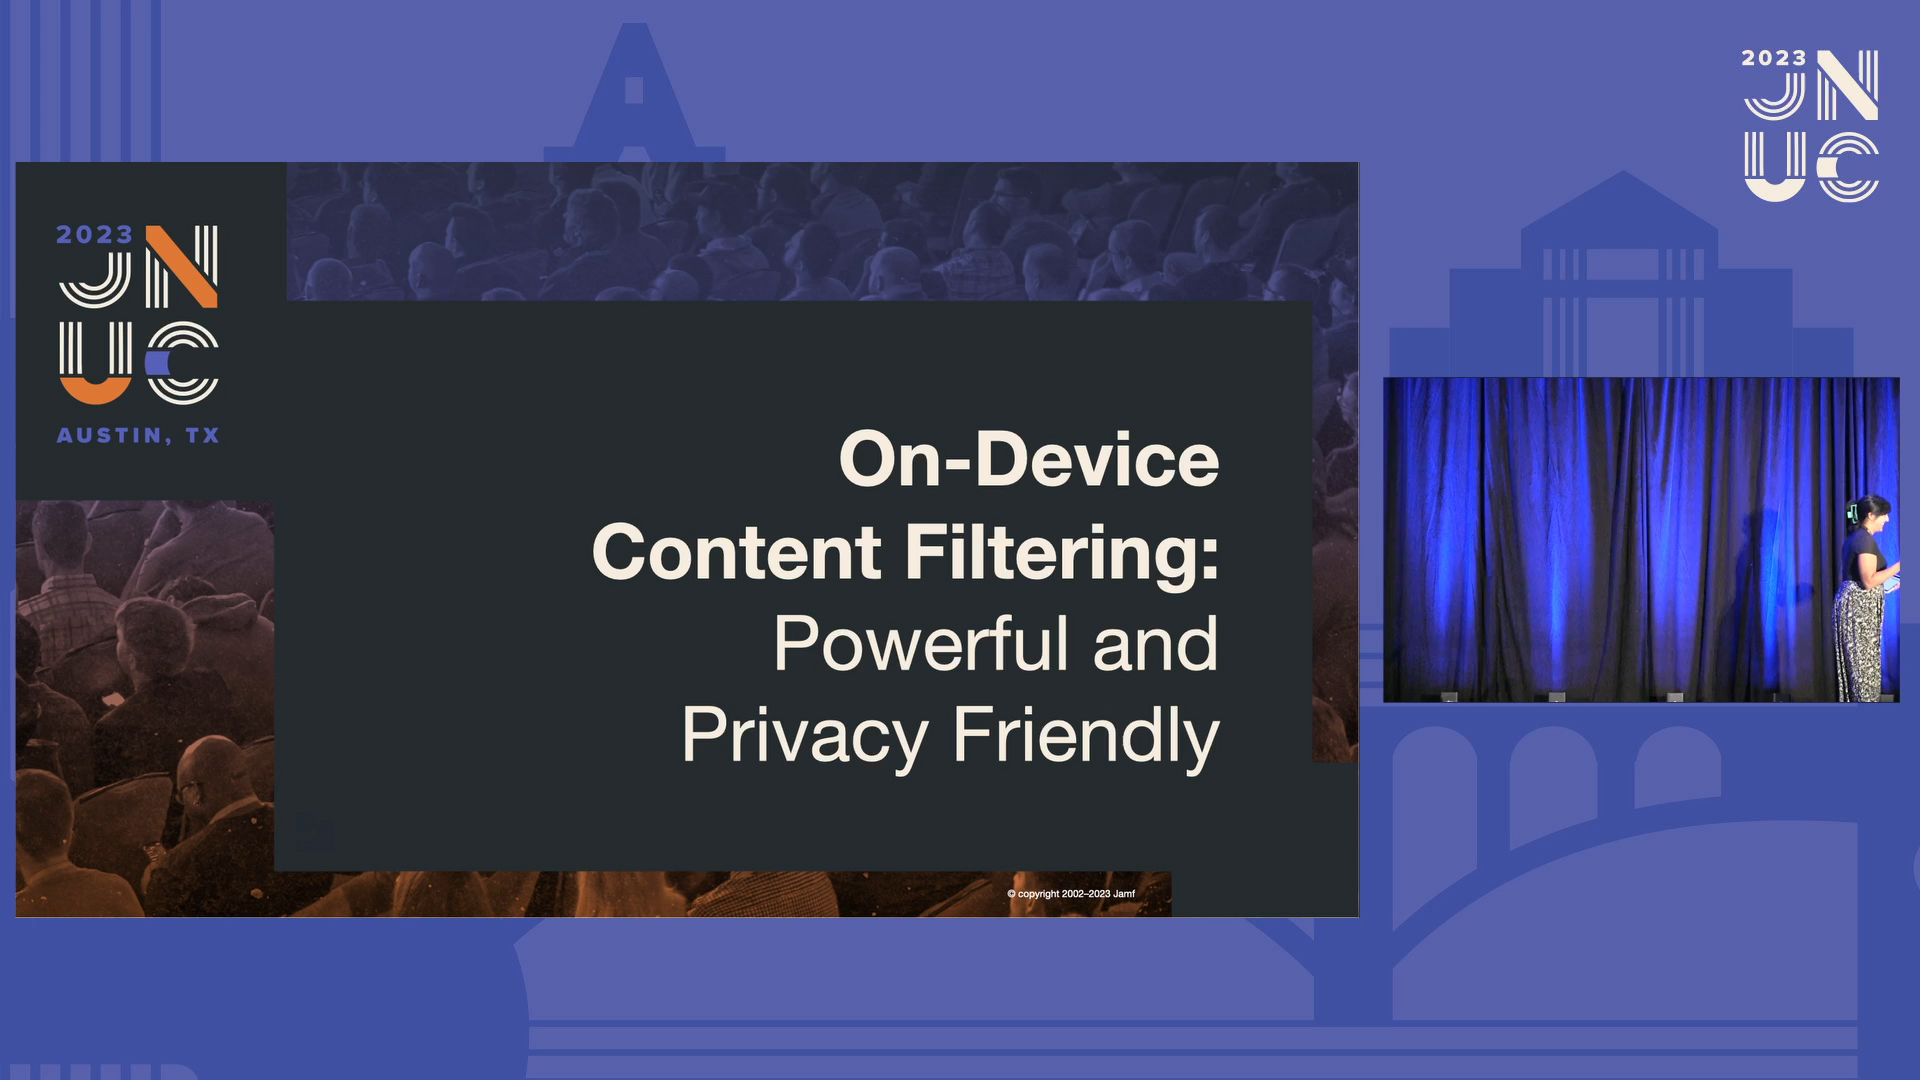 2023
JN
UC
2023
JN
UC
AUSTIN, TX
On-Device
Content Filtering:
Powerful and
Privacy Friendly
© copyright 2002–2023 Jamf